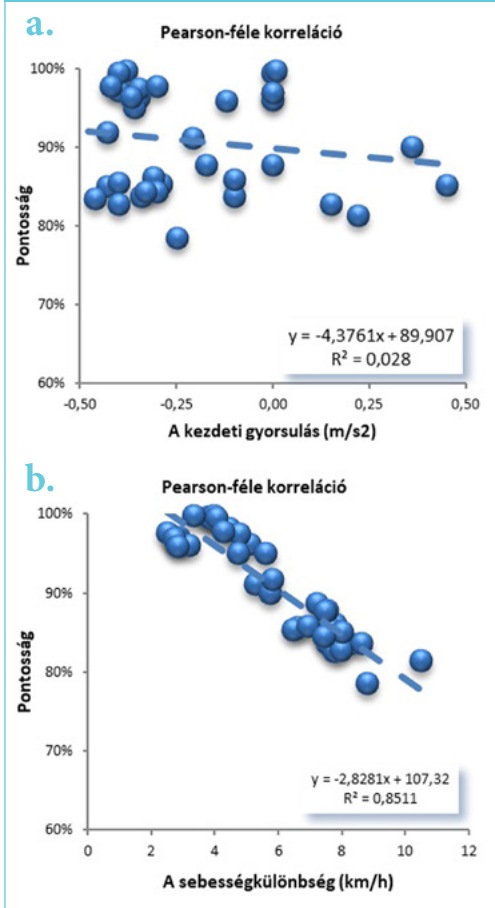 a.
Pearson-féle korreláció
100%
90%
80%
70%
60%
Pontosság
y = -4,3761x + 89,907
R² = 0,028
-0,50 -0,25 0,00 0,25 0,50
A kezdeti gyorsulás (m/s2)
b.
Pearson-féle korreláció
100%
90%
80%
70%
60%
Pontosság
y = -2,8281x + 107,32
R² = 0,8511
0 2 4 6 8 10 12
A sebességkülönbség (km/h)